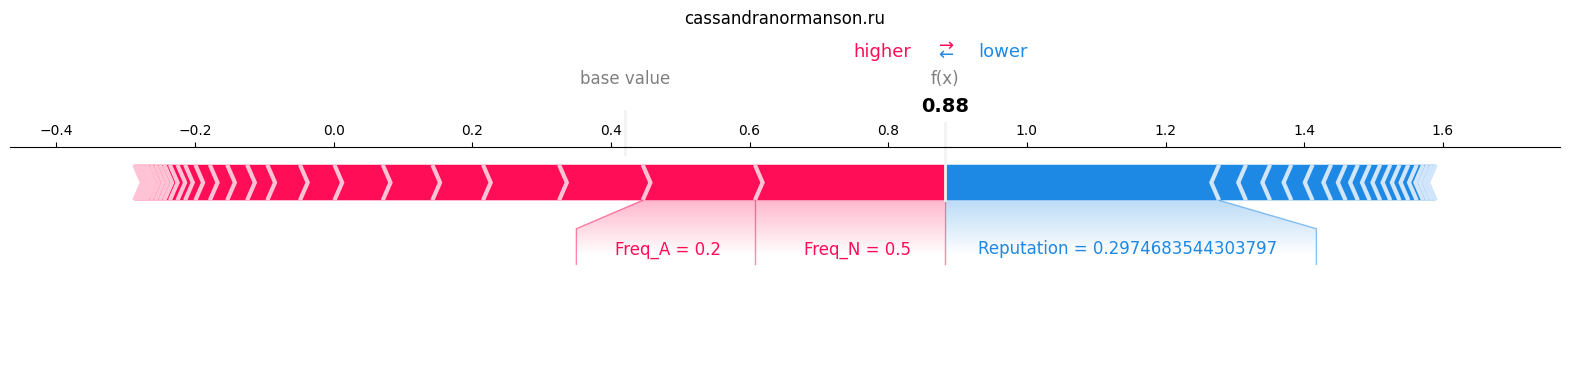 cassandranormanson.ru
higher → ← lower
base value f(x)
0.88
−0.4 −0.2 0.0 0.2 0.4 0.6 0.8 1.0 1.2 1.4 1.6
Freq_A = 0.2 Freq_N = 0.5 Reputation = 0.2974683544303797